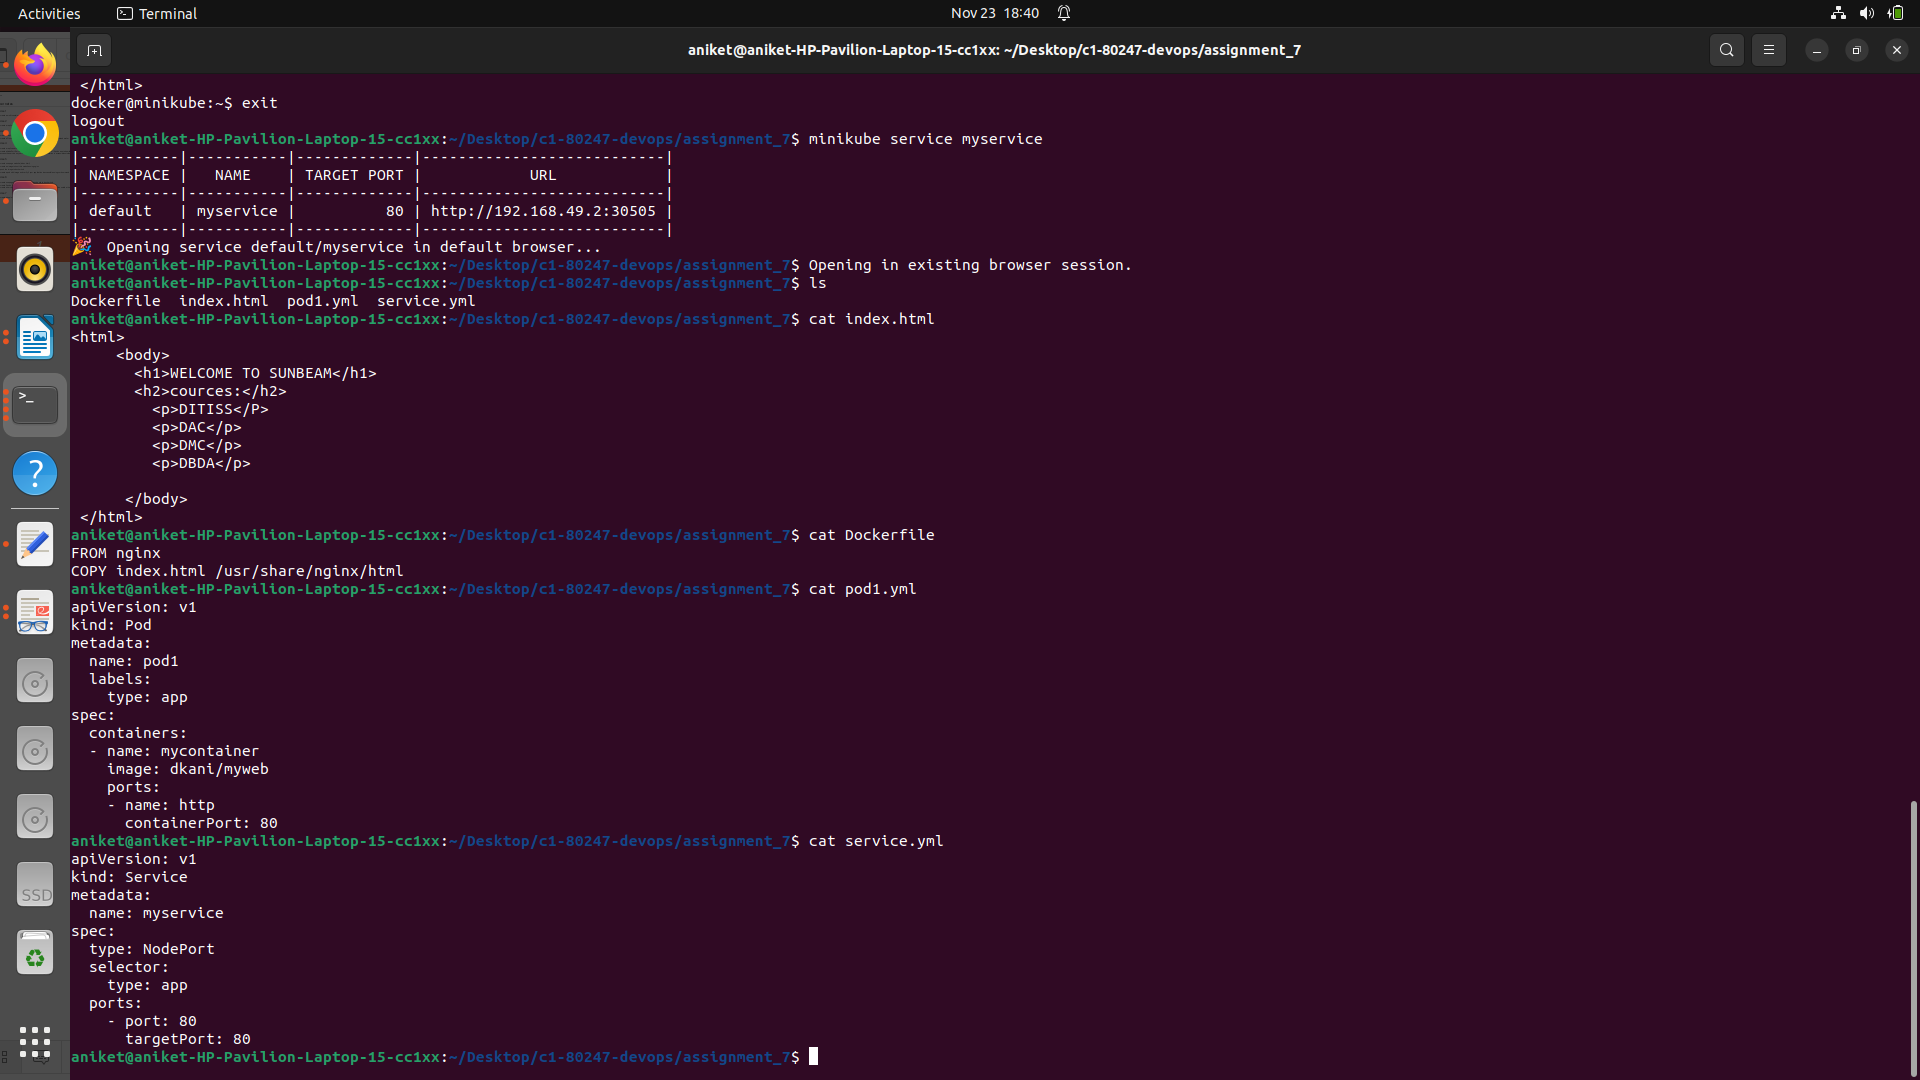 Activities Terminal Nov 23 18:40
aniket@aniket-HP-Pavilion-Laptop-15-cc1xx: ~/Desktop/c1-80247-devops/assignment_7
 </html>
docker@minikube:~$ exit
logout
aniket@aniket-HP-Pavilion-Laptop-15-cc1xx:~/Desktop/c1-80247-devops/assignment_7$ minikube service myservice
|-----------|-----------|-------------|---------------------------|
| NAMESPACE |   NAME    | TARGET PORT |            URL            |
|-----------|-----------|-------------|---------------------------|
| default   | myservice |          80 | http://192.168.49.2:30505 |
|-----------|-----------|-------------|---------------------------|
🎉  Opening service default/myservice in default browser...
aniket@aniket-HP-Pavilion-Laptop-15-cc1xx:~/Desktop/c1-80247-devops/assignment_7$ Opening in existing browser session.
aniket@aniket-HP-Pavilion-Laptop-15-cc1xx:~/Desktop/c1-80247-devops/assignment_7$ ls
Dockerfile  index.html  pod1.yml  service.yml
aniket@aniket-HP-Pavilion-Laptop-15-cc1xx:~/Desktop/c1-80247-devops/assignment_7$ cat index.html
<html>
     <body>
       <h1>WELCOME TO SUNBEAM</h1>
       <h2>cources:</h2>
         <p>DITISS</P>
         <p>DAC</p>
         <p>DMC</p>
         <p>DBDA</p>

      </body>
 </html>
aniket@aniket-HP-Pavilion-Laptop-15-cc1xx:~/Desktop/c1-80247-devops/assignment_7$ cat Dockerfile
FROM nginx
COPY index.html /usr/share/nginx/html
aniket@aniket-HP-Pavilion-Laptop-15-cc1xx:~/Desktop/c1-80247-devops/assignment_7$ cat pod1.yml
apiVersion: v1
kind: Pod
metadata:
  name: pod1
  labels:
    type: app
spec:
  containers:
  - name: mycontainer
    image: dkani/myweb
    ports:
    - name: http
      containerPort: 80
aniket@aniket-HP-Pavilion-Laptop-15-cc1xx:~/Desktop/c1-80247-devops/assignment_7$ cat service.yml
apiVersion: v1
kind: Service
metadata:
  name: myservice
spec:
  type: NodePort
  selector:
    type: app
  ports:
    - port: 80
      targetPort: 80
aniket@aniket-HP-Pavilion-Laptop-15-cc1xx:~/Desktop/c1-80247-devops/assignment_7$
SSD